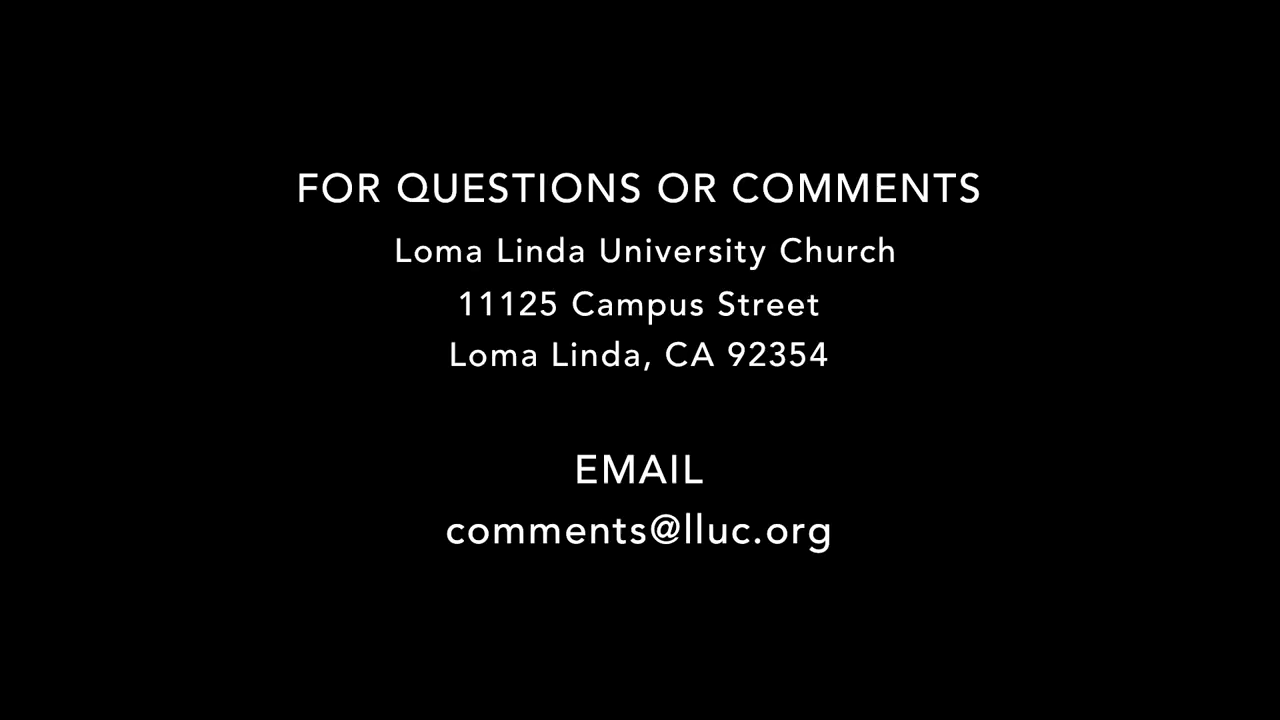 FOR QUESTIONS OR COMMENTS
Loma Linda University Church
11125 Campus Street
Loma Linda, CA 92354
EMAIL
comments@lluc.org